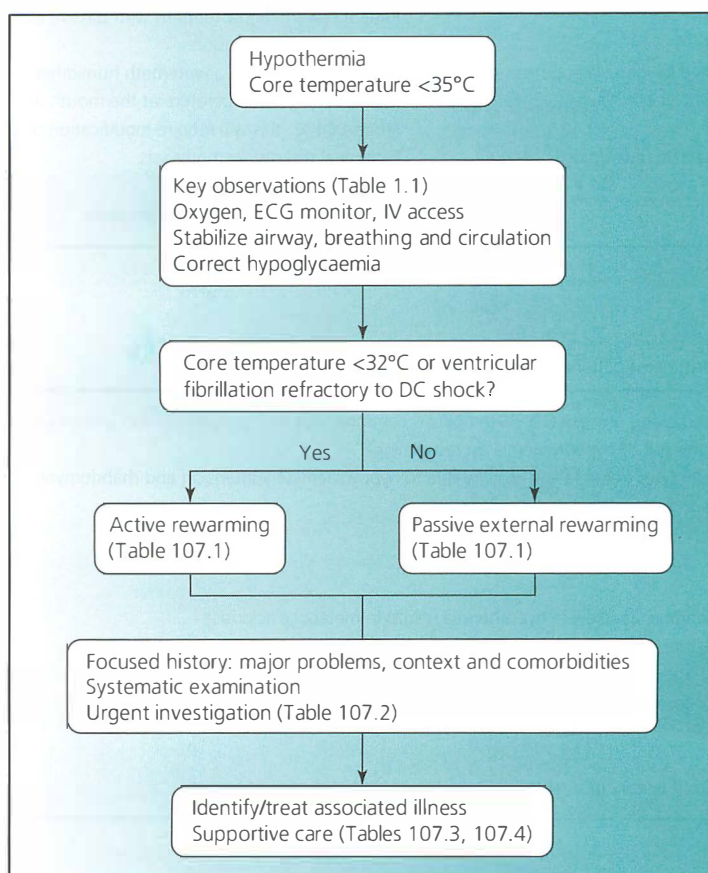 Hypothermia
Core temperature <35°C
Key observations (Table 1.1)
Oxygen, ECG monitor, IV access
Stabilize airway, breathing and circulation
Correct hypoglycaemia
Core temperature <32°C or ventricular
fibrillation refractory to DC shock?
Yes No
Active rewarming
(Table 107.1)
Passive external rewarming
(Table 107.1)
Focused history: major problems, context and comorbidities
Systematic examination
Urgent investigation (Table 107.2)
Identify/treat associated illness
Supportive care (Tables 107.3, 107.4)